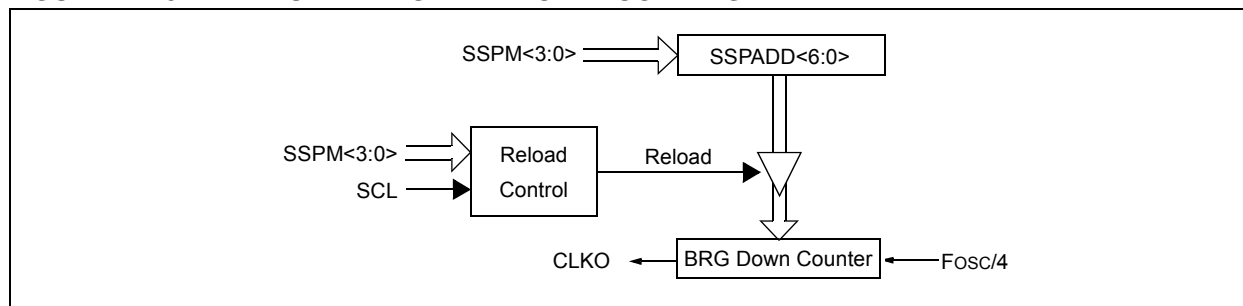 SSPM<3:0>
SSPADD<6:0>
SSPM<3:0>
SCL
Reload
Control
Reload
CLKO
BRG Down Counter
FOSC/4